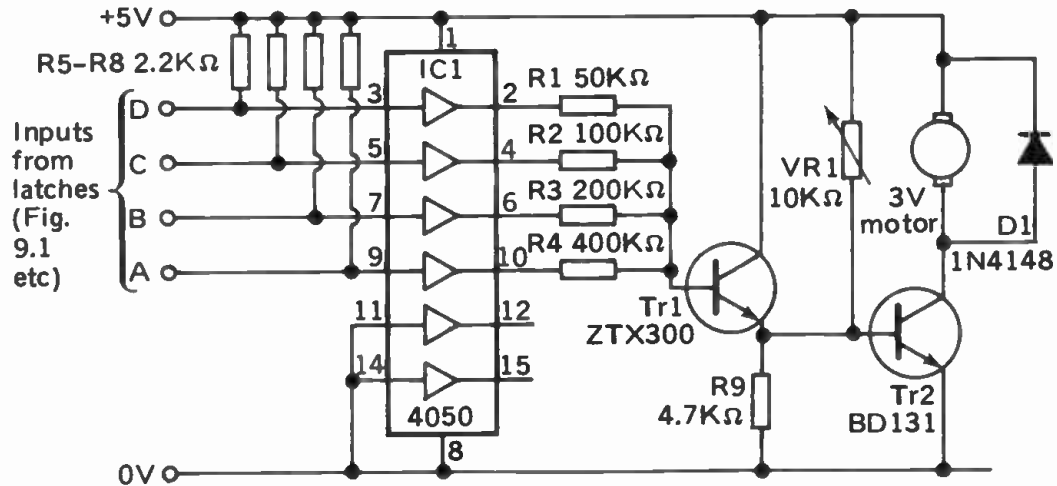 +5V
R5-R8 2.2KΩ
Inputs
from
latches
(Fig.
9.1
etc)
D
C
B
A
0V
1
IC1
3
2
5
4
7
6
9
10
11
12
14
15
4050
8
R1 50KΩ
R2 100KΩ
R3 200KΩ
R4 400KΩ
Tr1
ZTX300
R9
4.7KΩ
VR1
10KΩ
3V
motor
D1
1N4148
Tr2
BD131